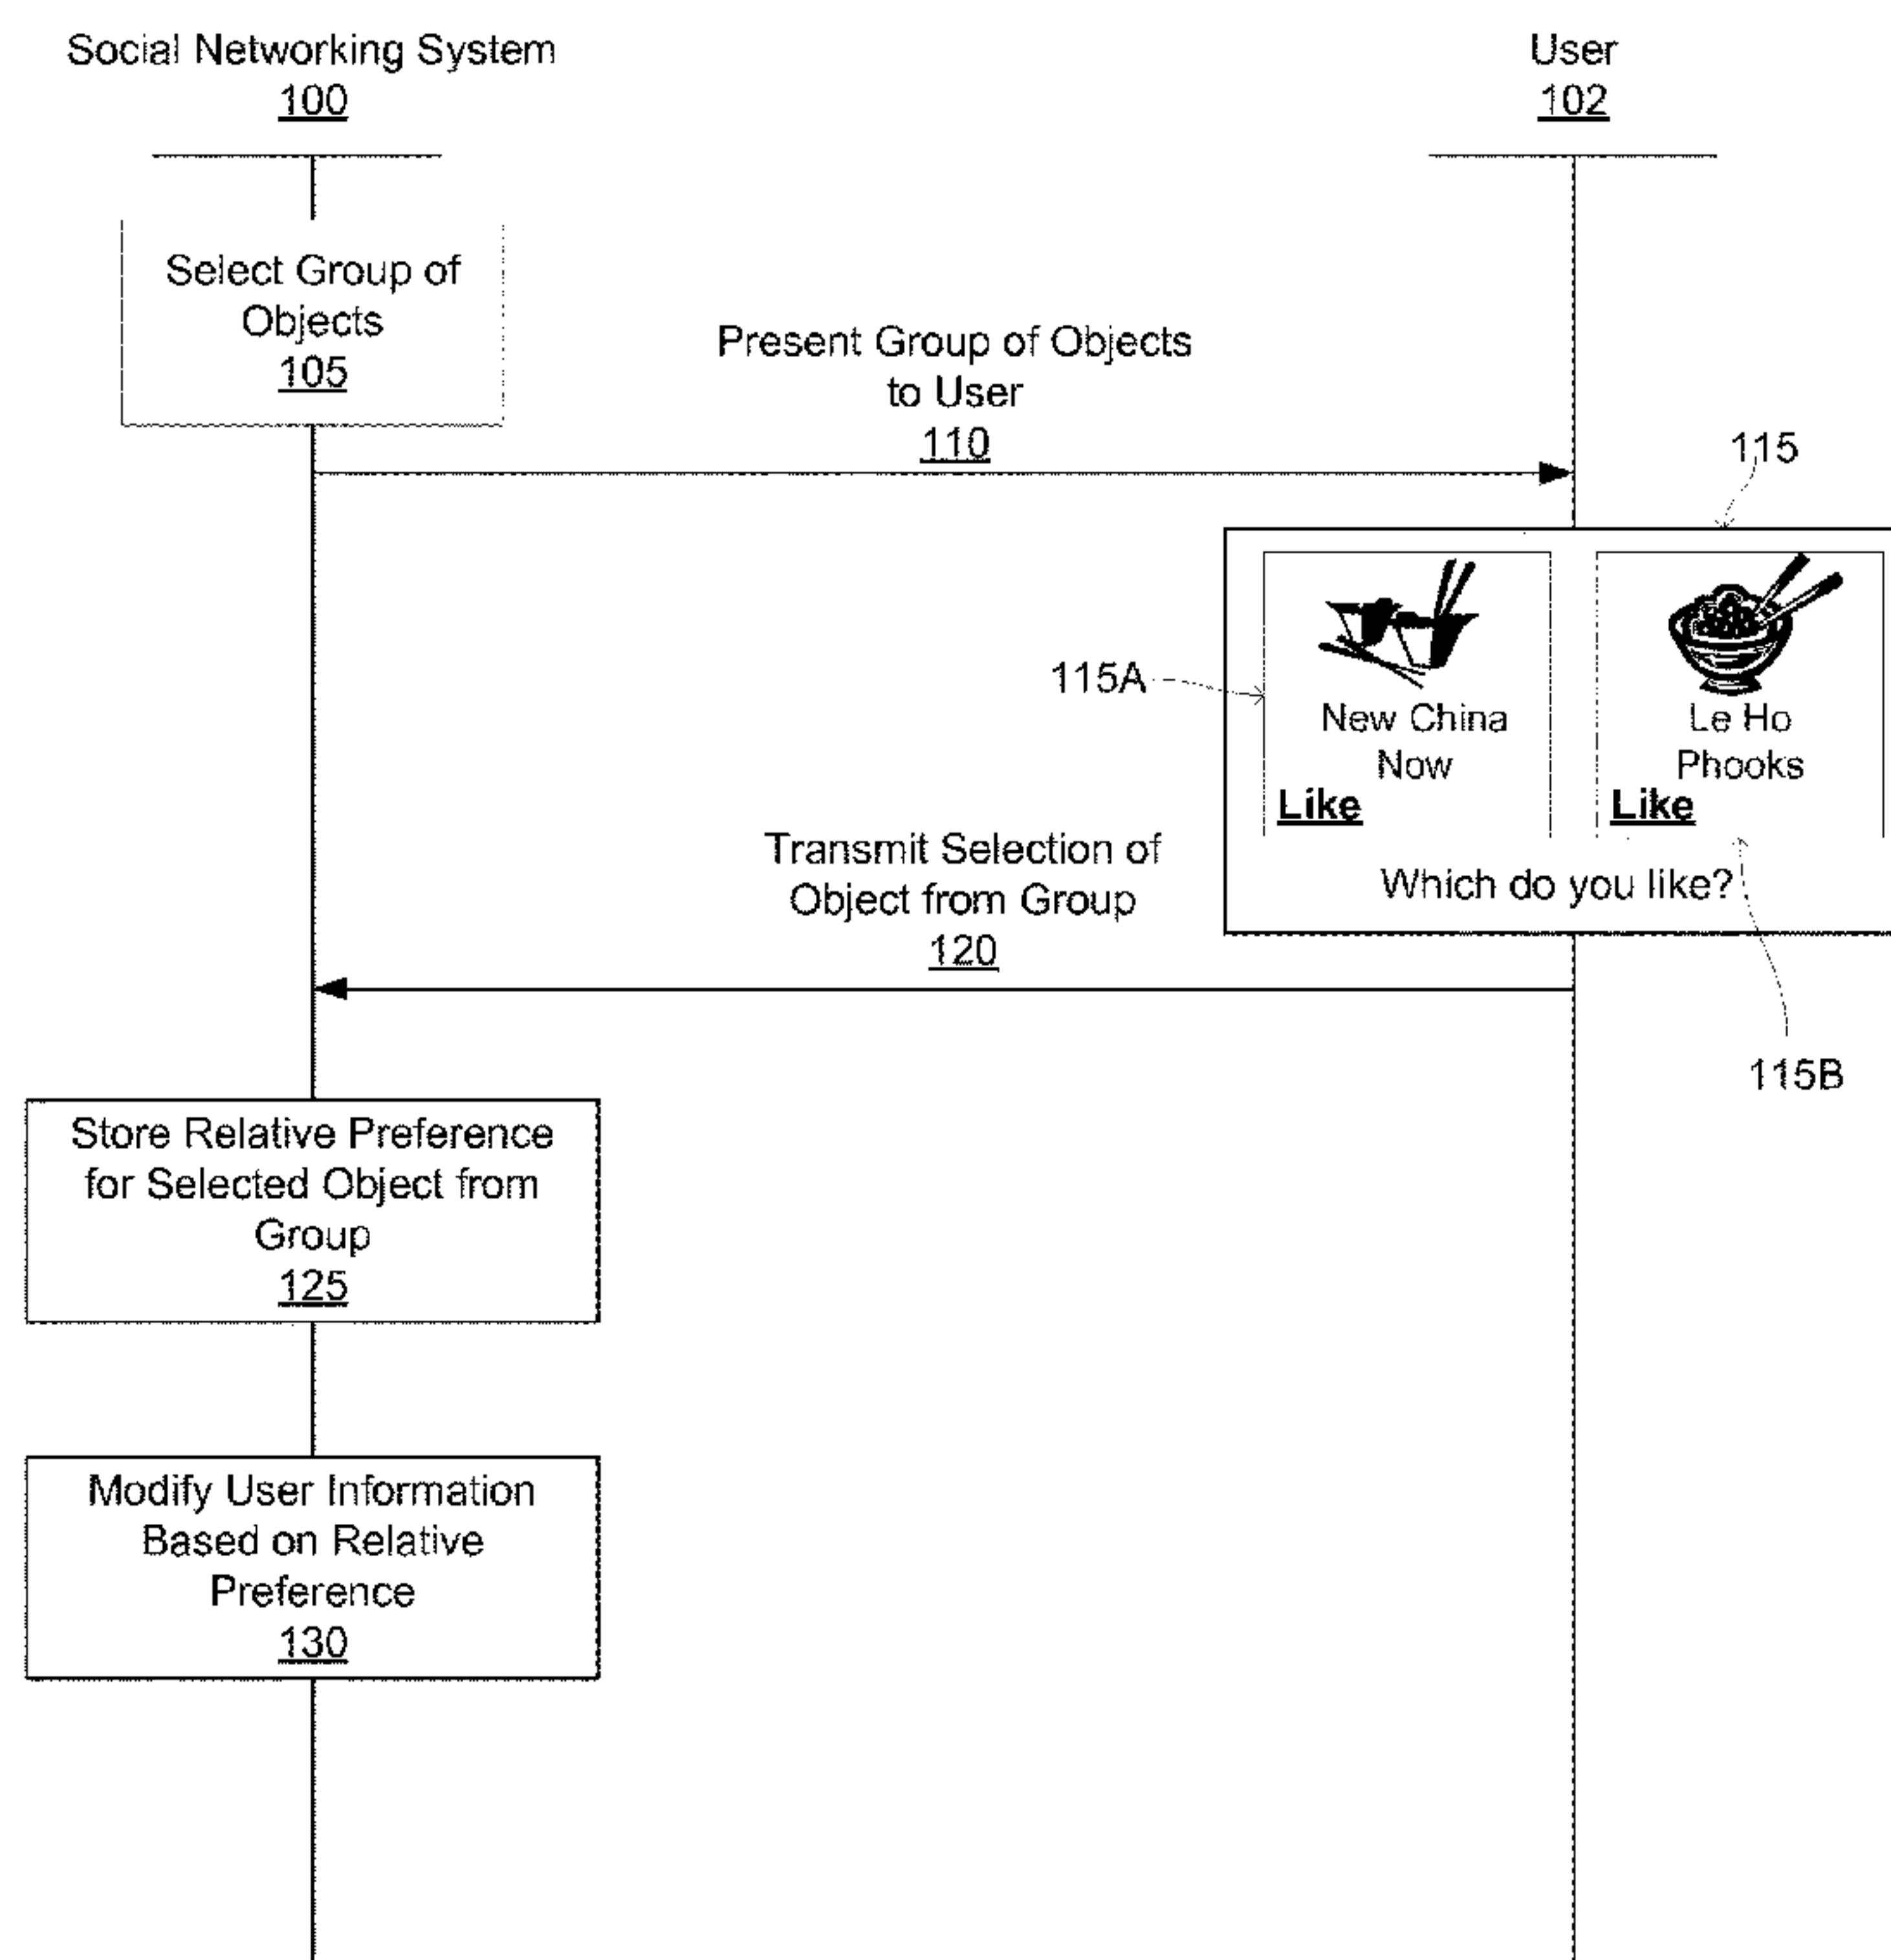 Social Networking System
100
User
102
Select Group of
Objects
105
Present Group of Objects
to User
110
115
115A
New China
Now
Like
Le Ho
Phooks
Like
Which do you like?
Transmit Selection of
Object from Group
120
115B
Store Relative Preference
for Selected Object from
Group
125
Modify User Information
Based on Relative
Preference
130